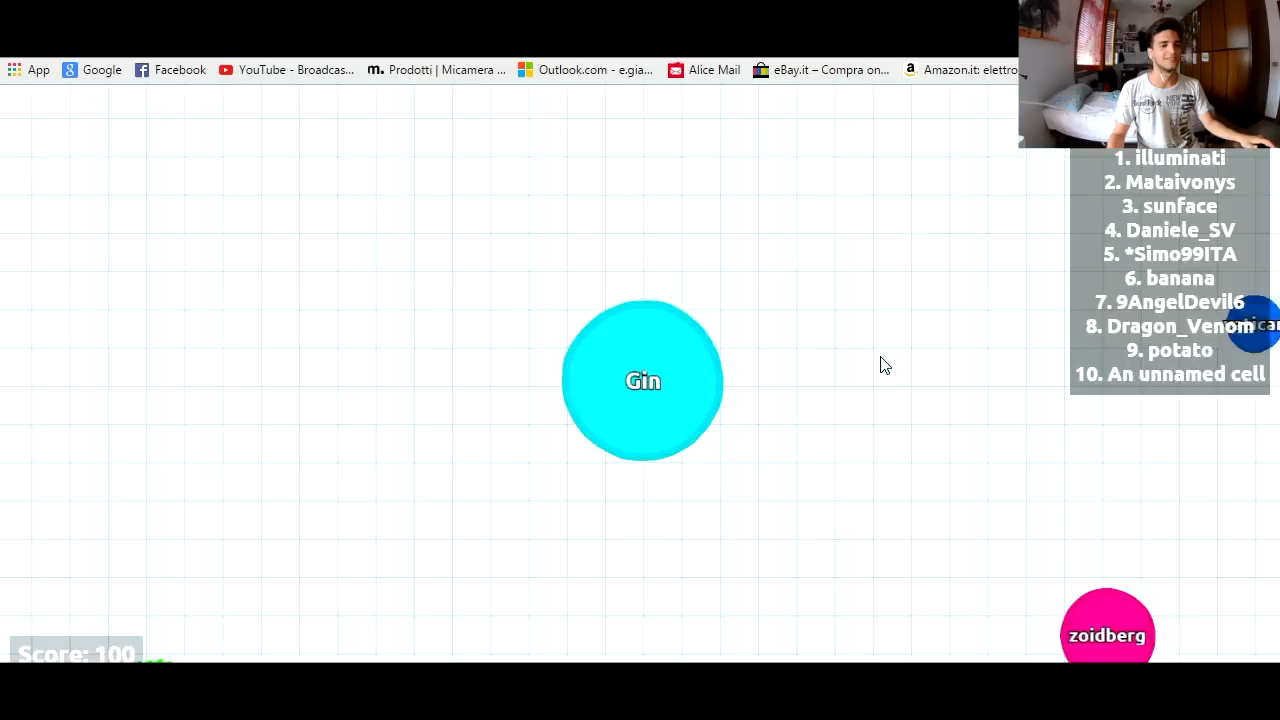 App Google Facebook YouTube - Broadcas... Prodotti | Micamera ... Outlook.com - e.gia... Alice Mail eBay.it – Compra on... Amazon.it: elettro
1. illuminati
2. Mataivonys
3. sunface
4. Daniele_SV
5. *Simo99ITA
6. banana
7. 9AngelDevil6
8. Dragon_Venom
9. potato
10. An unnamed cell
Gin
zoidberg
Score: 100